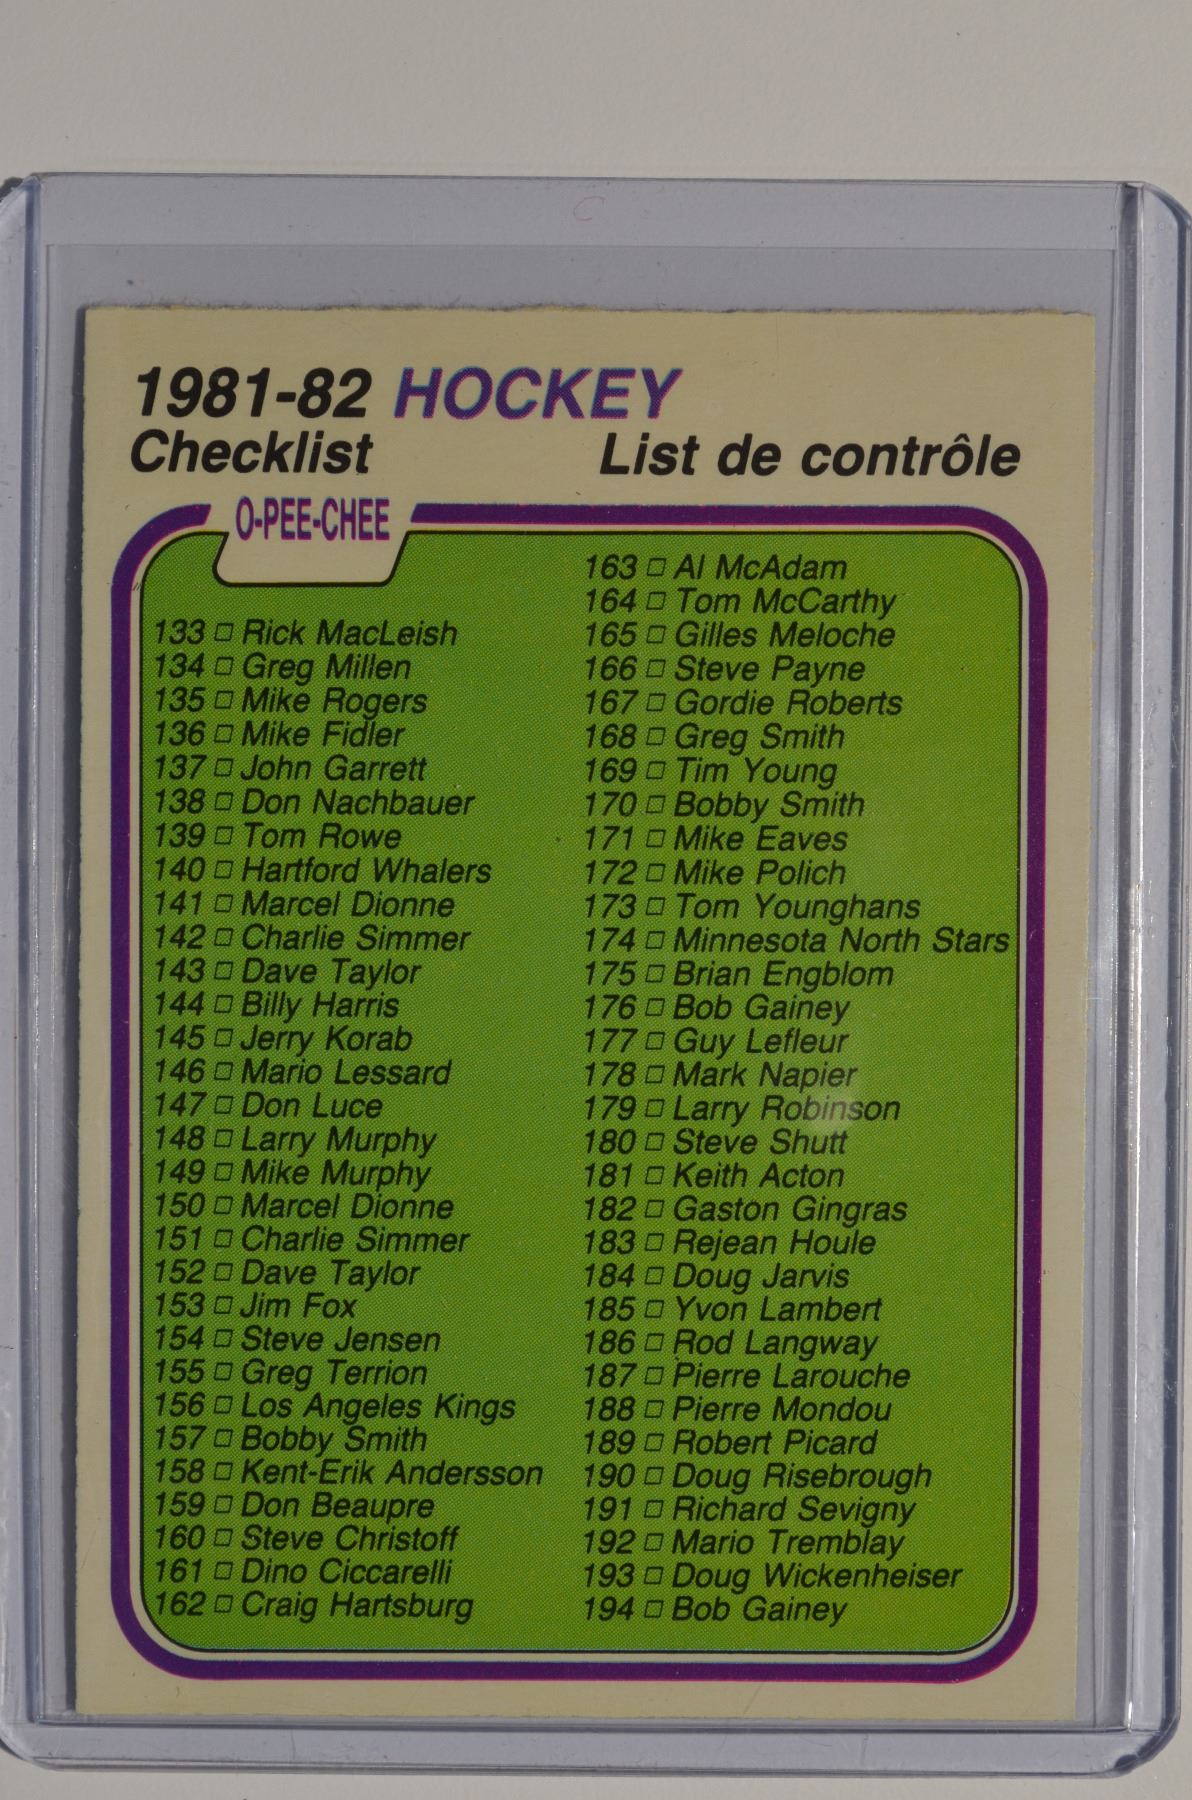 1981-82 HOCKEY
Checklist List de contrôle
O-PEE-CHEE
133 □ Rick MacLeish
134 □ Greg Millen
135 □ Mike Rogers
136 □ Mike Fidler
137 □ John Garrett
138 □ Don Nachbauer
139 □ Tom Rowe
140 □ Hartford Whalers
141 □ Marcel Dionne
142 □ Charlie Simmer
143 □ Dave Taylor
144 □ Billy Harris
145 □ Jerry Korab
146 □ Mario Lessard
147 □ Don Luce
148 □ Larry Murphy
149 □ Mike Murphy
150 □ Marcel Dionne
151 □ Charlie Simmer
152 □ Dave Taylor
153 □ Jim Fox
154 □ Steve Jensen
155 □ Greg Terrion
156 □ Los Angeles Kings
157 □ Bobby Smith
158 □ Kent-Erik Andersson
159 □ Don Beaupre
160 □ Steve Christoff
161 □ Dino Ciccarelli
162 □ Craig Hartsburg
163 □ Al McAdam
164 □ Tom McCarthy
165 □ Gilles Meloche
166 □ Steve Payne
167 □ Gordie Roberts
168 □ Greg Smith
169 □ Tim Young
170 □ Bobby Smith
171 □ Mike Eaves
172 □ Mike Polich
173 □ Tom Younghans
174 □ Minnesota North Stars
175 □ Brian Engblom
176 □ Bob Gainey
177 □ Guy Lefleur
178 □ Mark Napier
179 □ Larry Robinson
180 □ Steve Shutt
181 □ Keith Acton
182 □ Gaston Gingras
183 □ Rejean Houle
184 □ Doug Jarvis
185 □ Yvon Lambert
186 □ Rod Langway
187 □ Pierre Larouche
188 □ Pierre Mondou
189 □ Robert Picard
190 □ Doug Risebrough
191 □ Richard Sevigny
192 □ Mario Tremblay
193 □ Doug Wickenheiser
194 □ Bob Gainey